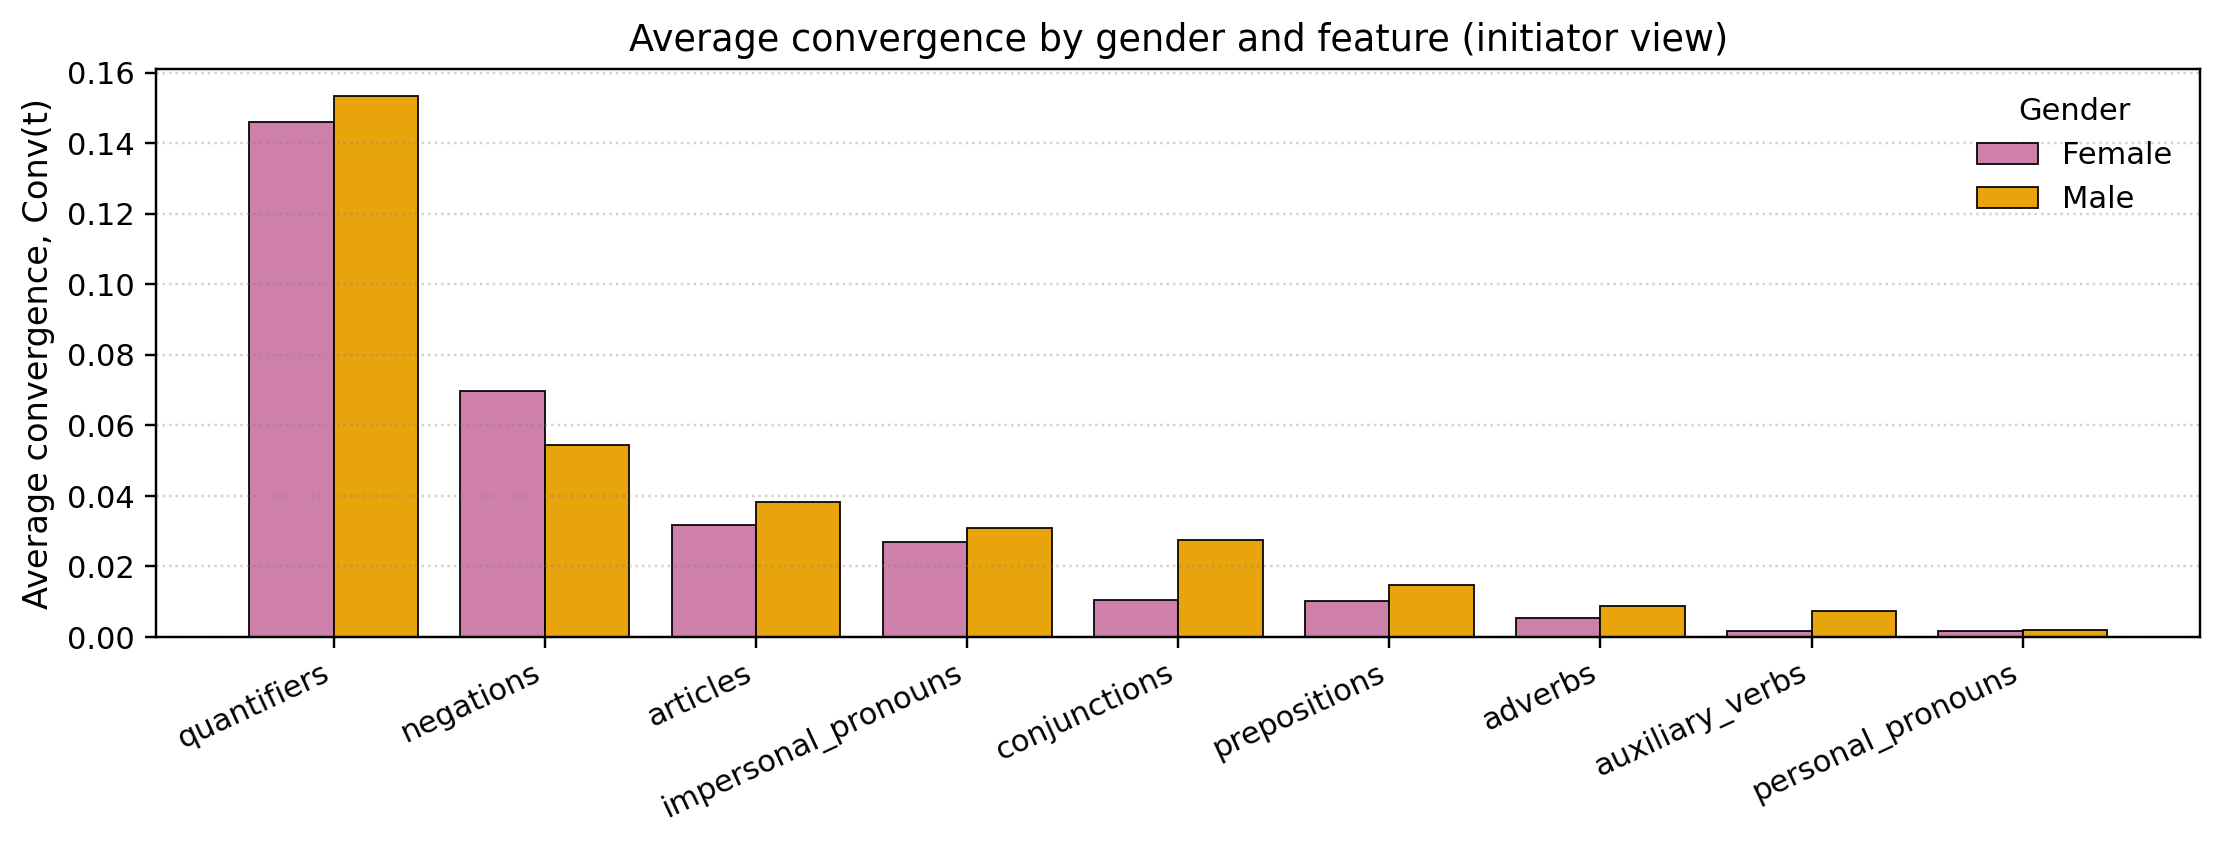 Average convergence by gender and feature (initiator view)
Average convergence, Conv(t)
0.16
0.14
0.12
0.10
0.08
0.06
0.04
0.02
0.00
Gender
Female
Male
quantifiers
negations
articles
impersonal_pronouns
conjunctions
prepositions
adverbs
auxiliary_verbs
personal_pronouns